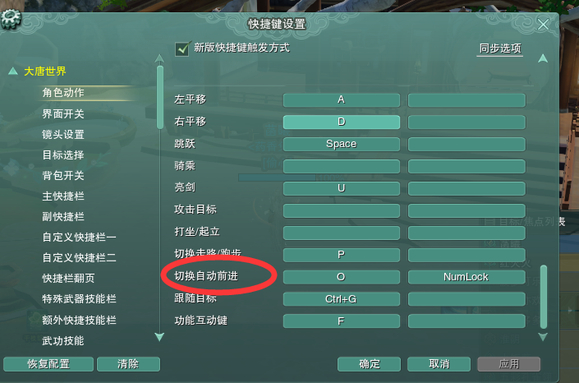 快捷键设置
新版快捷键触发方式
同步选项
大唐世界
角色动作
界面开关
镜头设置
目标选择
背包开关
主快捷栏
副快捷栏
自定义快捷栏一
自定义快捷栏二
快捷栏翻页
特殊武器技能栏
额外快捷技能栏
武功技能
左平移 A
右平移 D
跳跃 Space
骑乘
亮剑 U
攻击目标
打坐/起立
切换走路/跑步 P
切换自动前进 O NumLock
跟随目标 Ctrl+G
功能互动键 F
恢复配置 清除 确定 取消 应用